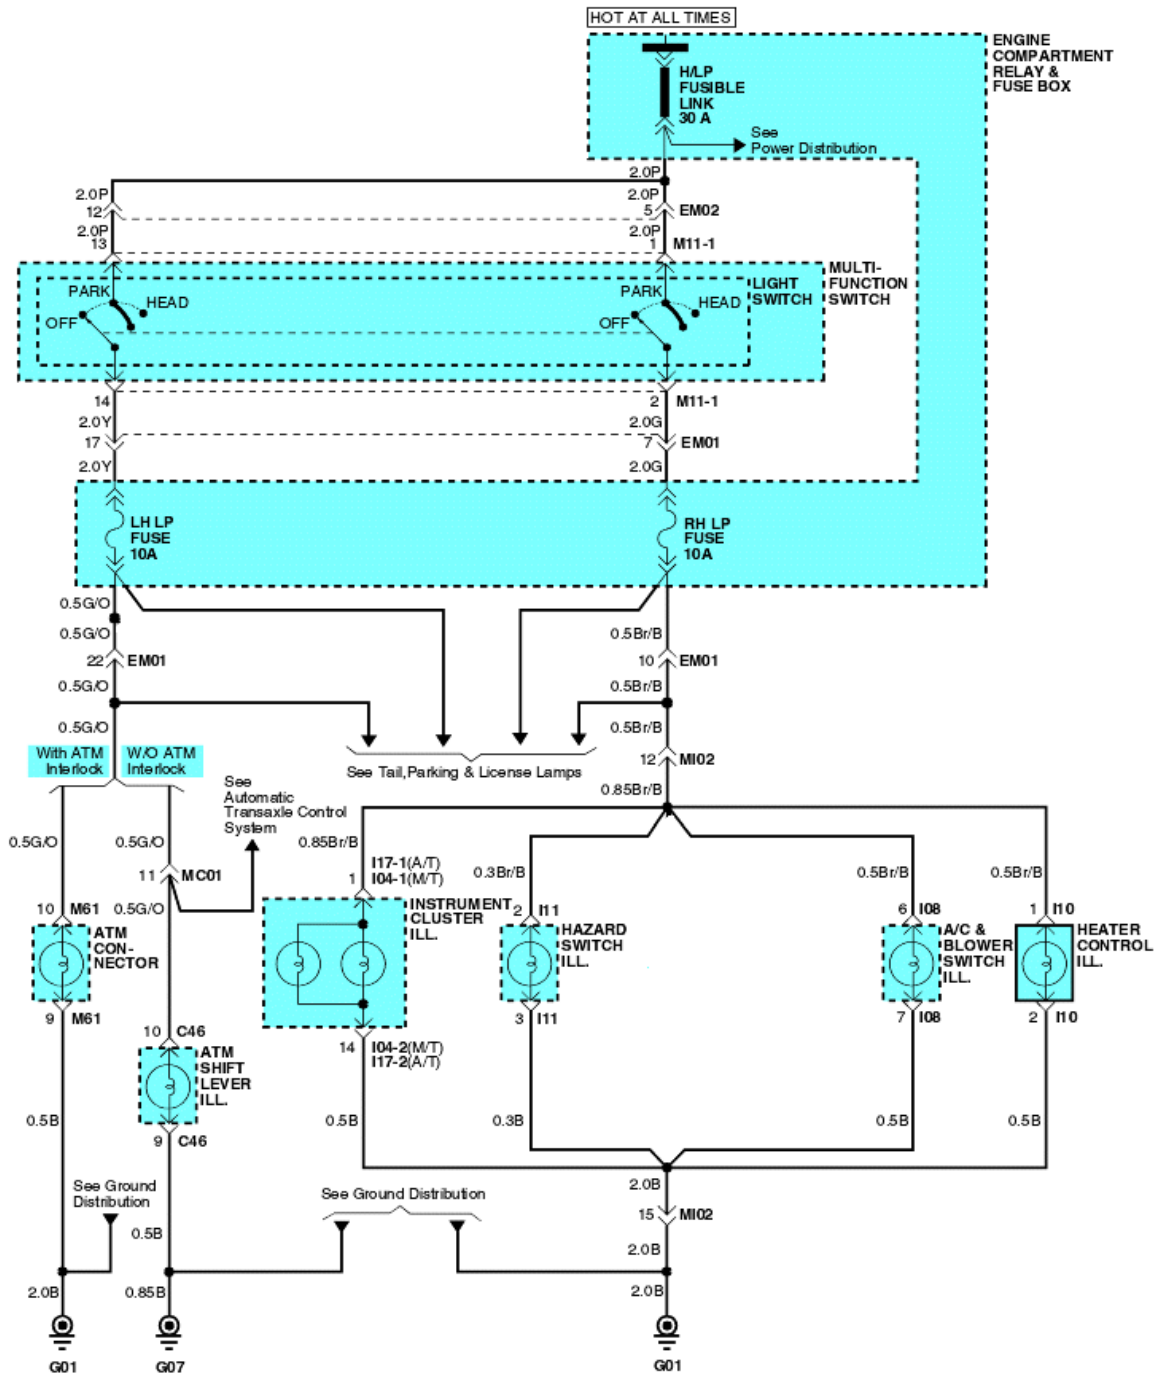 HOT AT ALL TIMES
ENGINE
COMPARTMENT
RELAY &
FUSE BOX
H/LP
FUSIBLE
LINK
30 A
See
Power Distribution
2.0P
2.0P
2.0P
12
5
EM02
2.0P
2.0P
13
1
M11-1
MULTI-
FUNCTION
SWITCH
LIGHT
SWITCH
PARK
HEAD
OFF
PARK
HEAD
OFF
14
2
M11-1
2.0Y
2.0G
17
7
EM01
2.0Y
2.0G
LH LP
FUSE
10A
RH LP
FUSE
10A
0.5G/O
0.5G/O
0.5Br/B
22
EM01
10
EM01
0.5G/O
0.5Br/B
0.5G/O
0.5Br/B
With ATM
Interlock
W/O ATM
Interlock
12
MI02
See Tail,Parking & License Lamps
0.85Br/B
See
Automatic
Transaxle Control
System
0.5G/O
0.5G/O
0.85Br/B
11
MC01
I17-1(A/T)
1
I04-1(M/T)
0.3Br/B
0.5Br/B
0.5Br/B
10
M61
0.5G/O
INSTRUMENT
CLUSTER
ILL.
2
I11
6
I08
1
I10
ATM
CON-
NECTOR
HAZARD
SWITCH
ILL.
A/C &
BLOWER
SWITCH
ILL.
HEATER
CONTROL
ILL.
9
M61
3
I11
7
I08
2
I10
10
C46
14
I04-2(M/T)
I17-2(A/T)
ATM
SHIFT
LEVER
ILL.
0.5B
0.5B
0.3B
0.5B
0.5B
9
C46
See Ground
Distribution
See Ground Distribution
2.0B
15
MI02
0.5B
2.0B
2.0B
0.85B
2.0B
G01
G07
G01